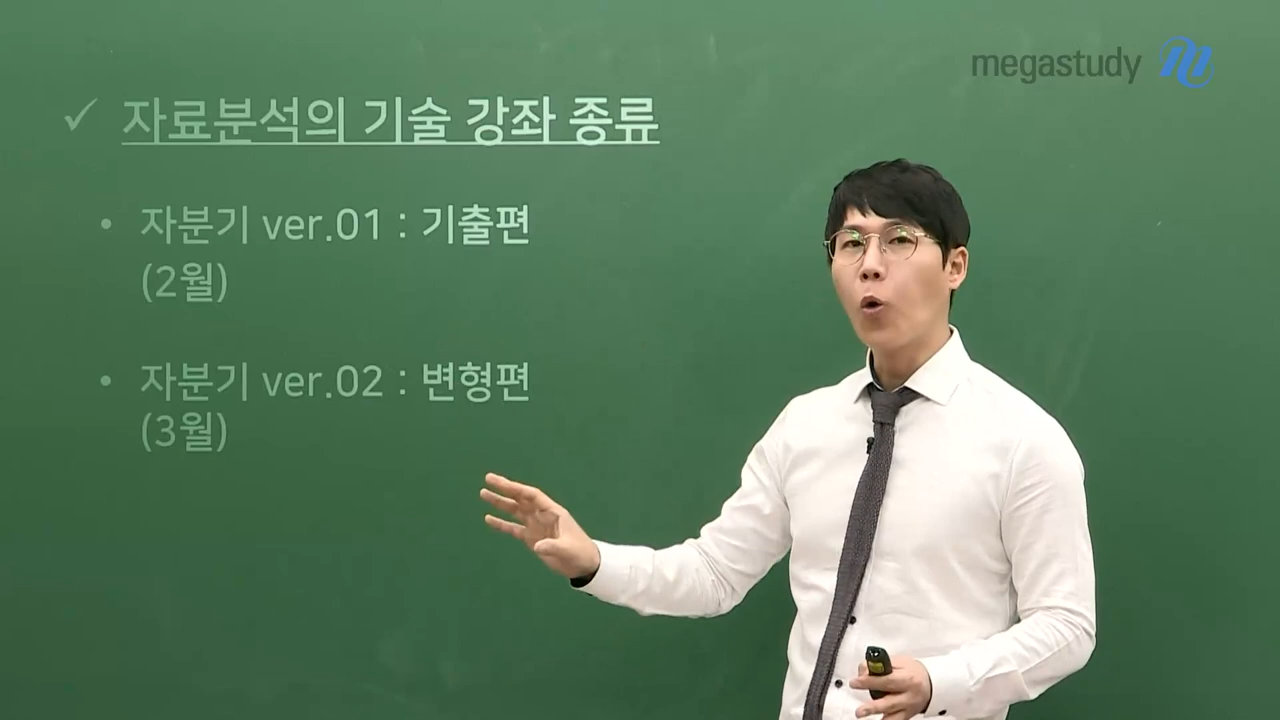 megastudy
자료분석의 기술 강좌 종류
자분기 ver.01 : 기출편
(2월)
자분기 ver.02 : 변형편
(3월)